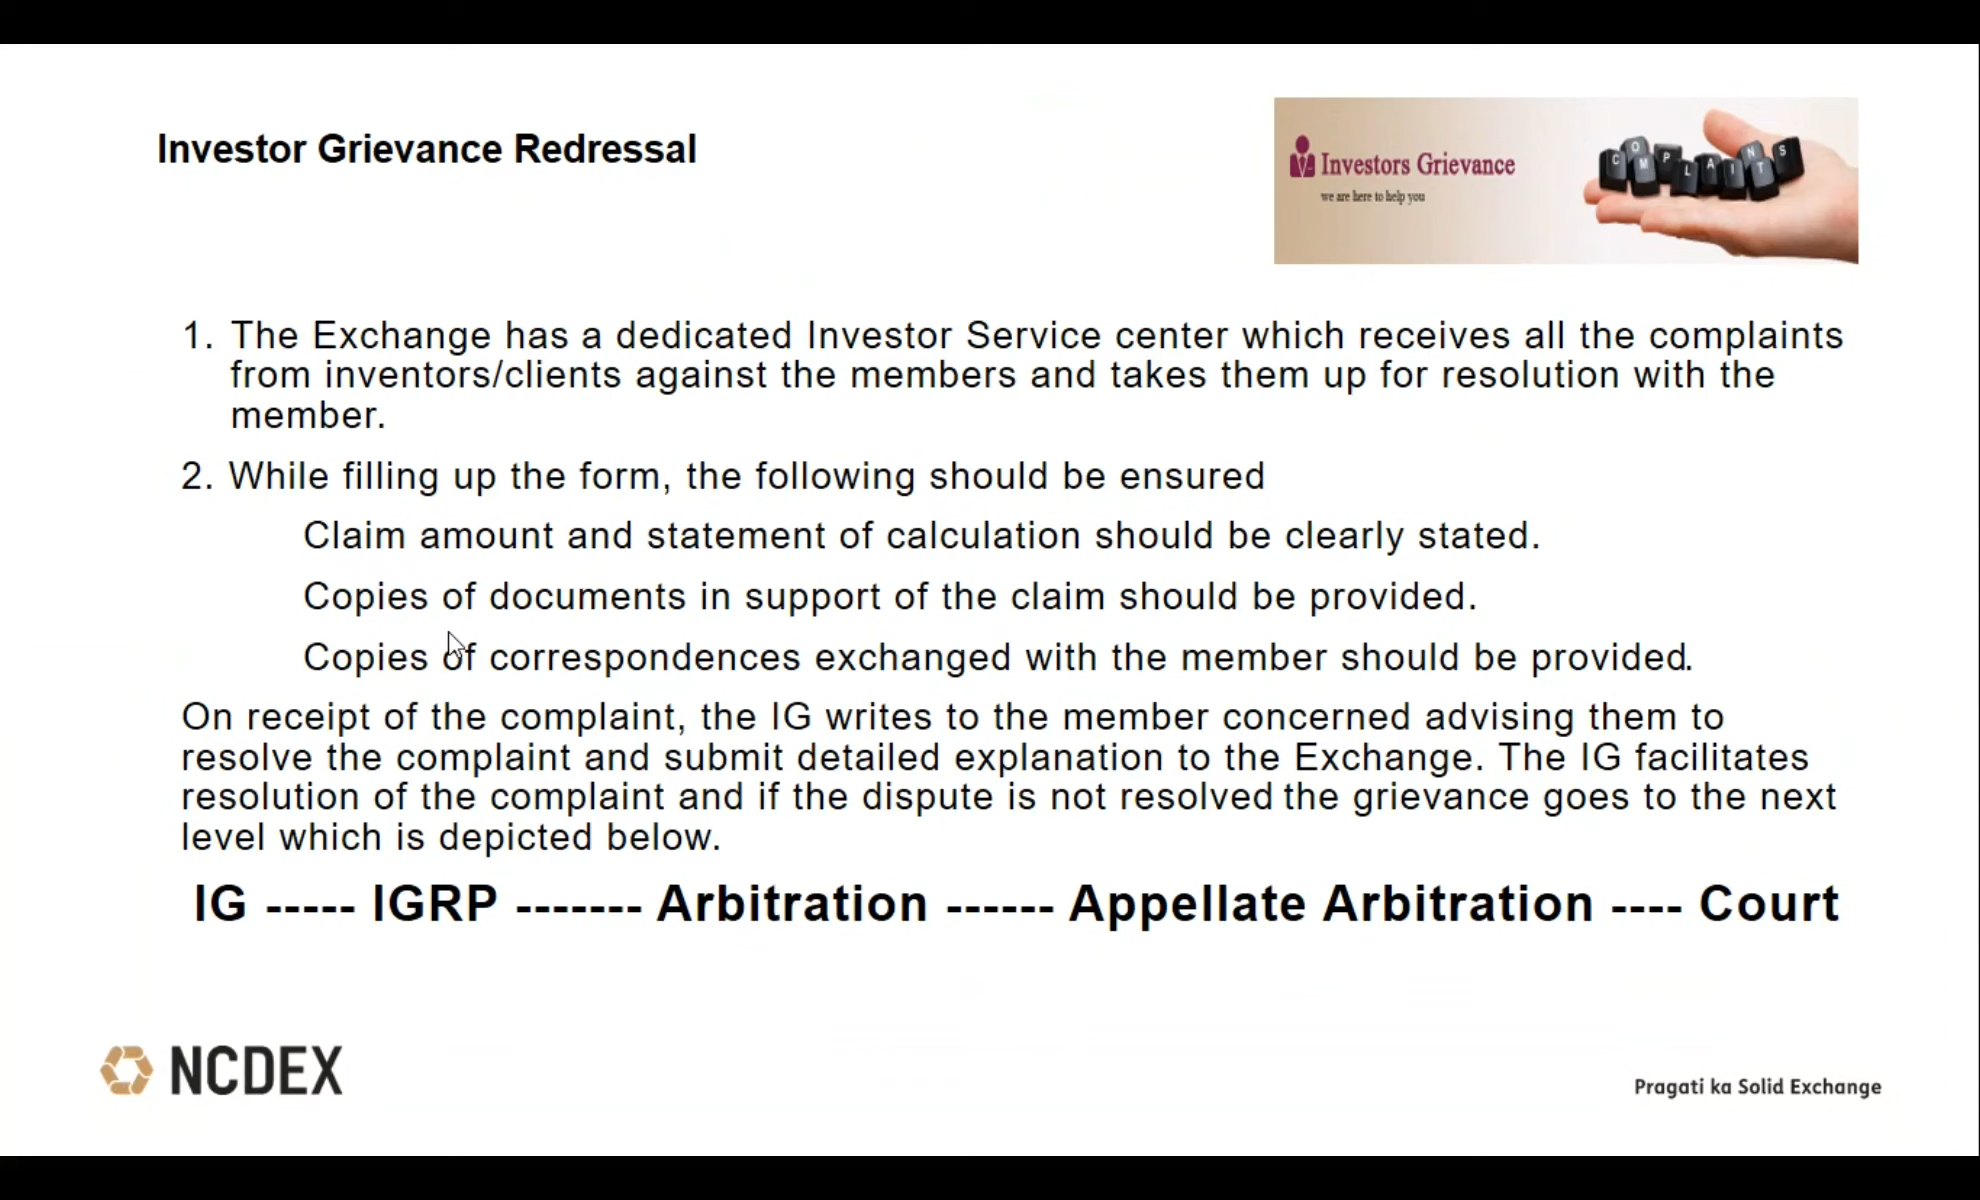 Investor Grievance Redressal
Investors Grievance
we are here to help you
COMPLAINTS
1. The Exchange has a dedicated Investor Service center which receives all the complaints
from inventors/clients against the members and takes them up for resolution with the
member.
2. While filling up the form, the following should be ensured
Claim amount and statement of calculation should be clearly stated.
Copies of documents in support of the claim should be provided.
Copies of correspondences exchanged with the member should be provided.
On receipt of the complaint, the IG writes to the member concerned advising them to
resolve the complaint and submit detailed explanation to the Exchange. The IG facilitates
resolution of the complaint and if the dispute is not resolved the grievance goes to the next
level which is depicted below.
IG ----- IGRP ------- Arbitration ------ Appellate Arbitration ---- Court
NCDEX
Pragati ka Solid Exchange